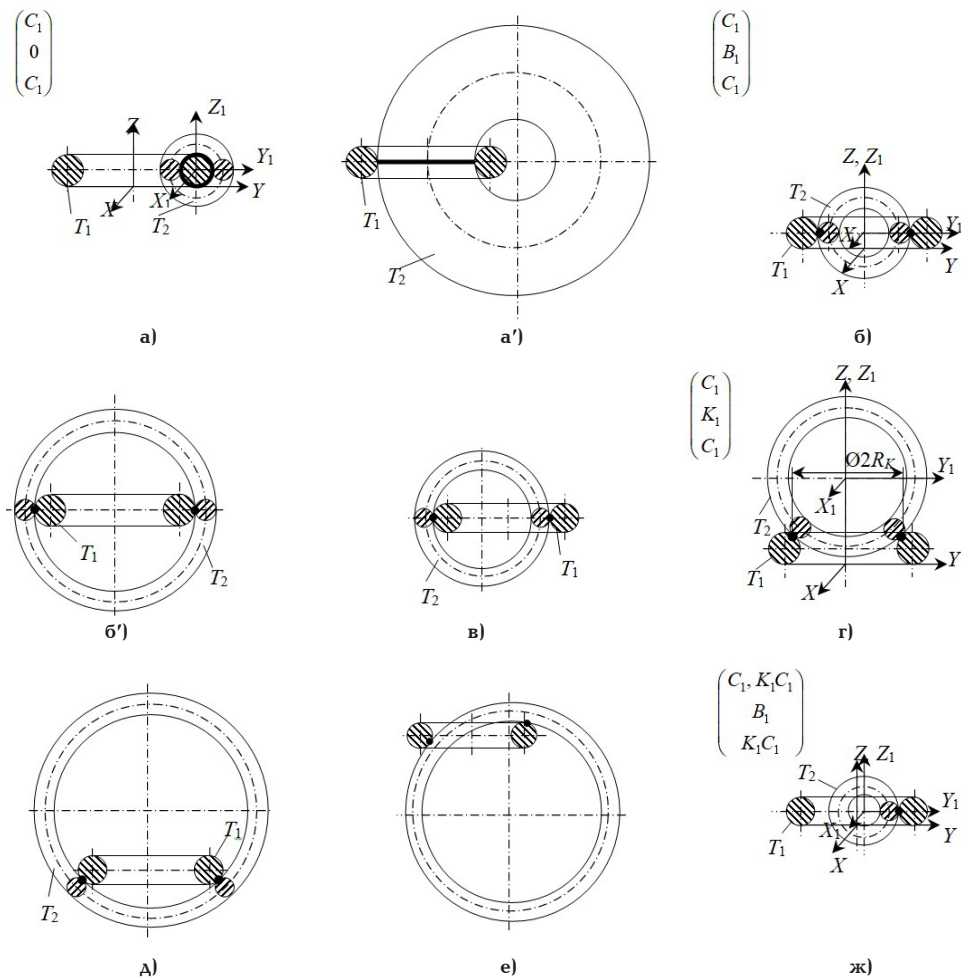 C₁
0
C₁
Z
Z₁
Y₁
Y
X₁
X
T₁
T₂
а)
T₁
T₂
а′)
C₁
B₁
C₁
Z, Z₁
T₂
Y₁
X₁
Y
T₁
X
б)
T₁
T₂
б′)
T₂
T₁
в)
C₁
K₁
C₁
Z, Z₁
Ø2R_K
Y₁
X₁
T₂
T₁
Y
X
г)
T₁
T₂
д)
е)
C₁, K₁C₁
B₁
K₁C₁
Z Z₁
T₂
Y₁
T₁
X₁
Y
X
ж)